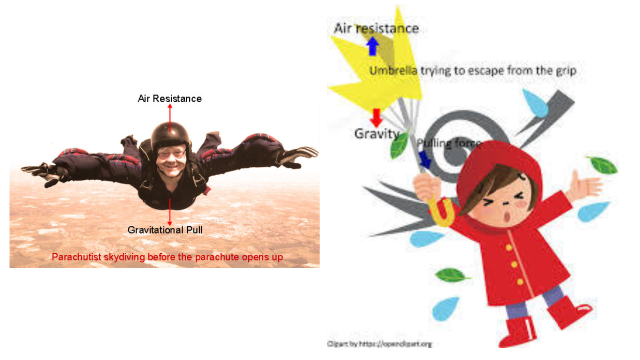 Air Resistance
Gravitational Pull
Parachutist skydiving before the parachute opens up
Air resistance
Umbrella trying to escape from the grip
Gravity
Pulling force
Clipart by https://openclipart.org